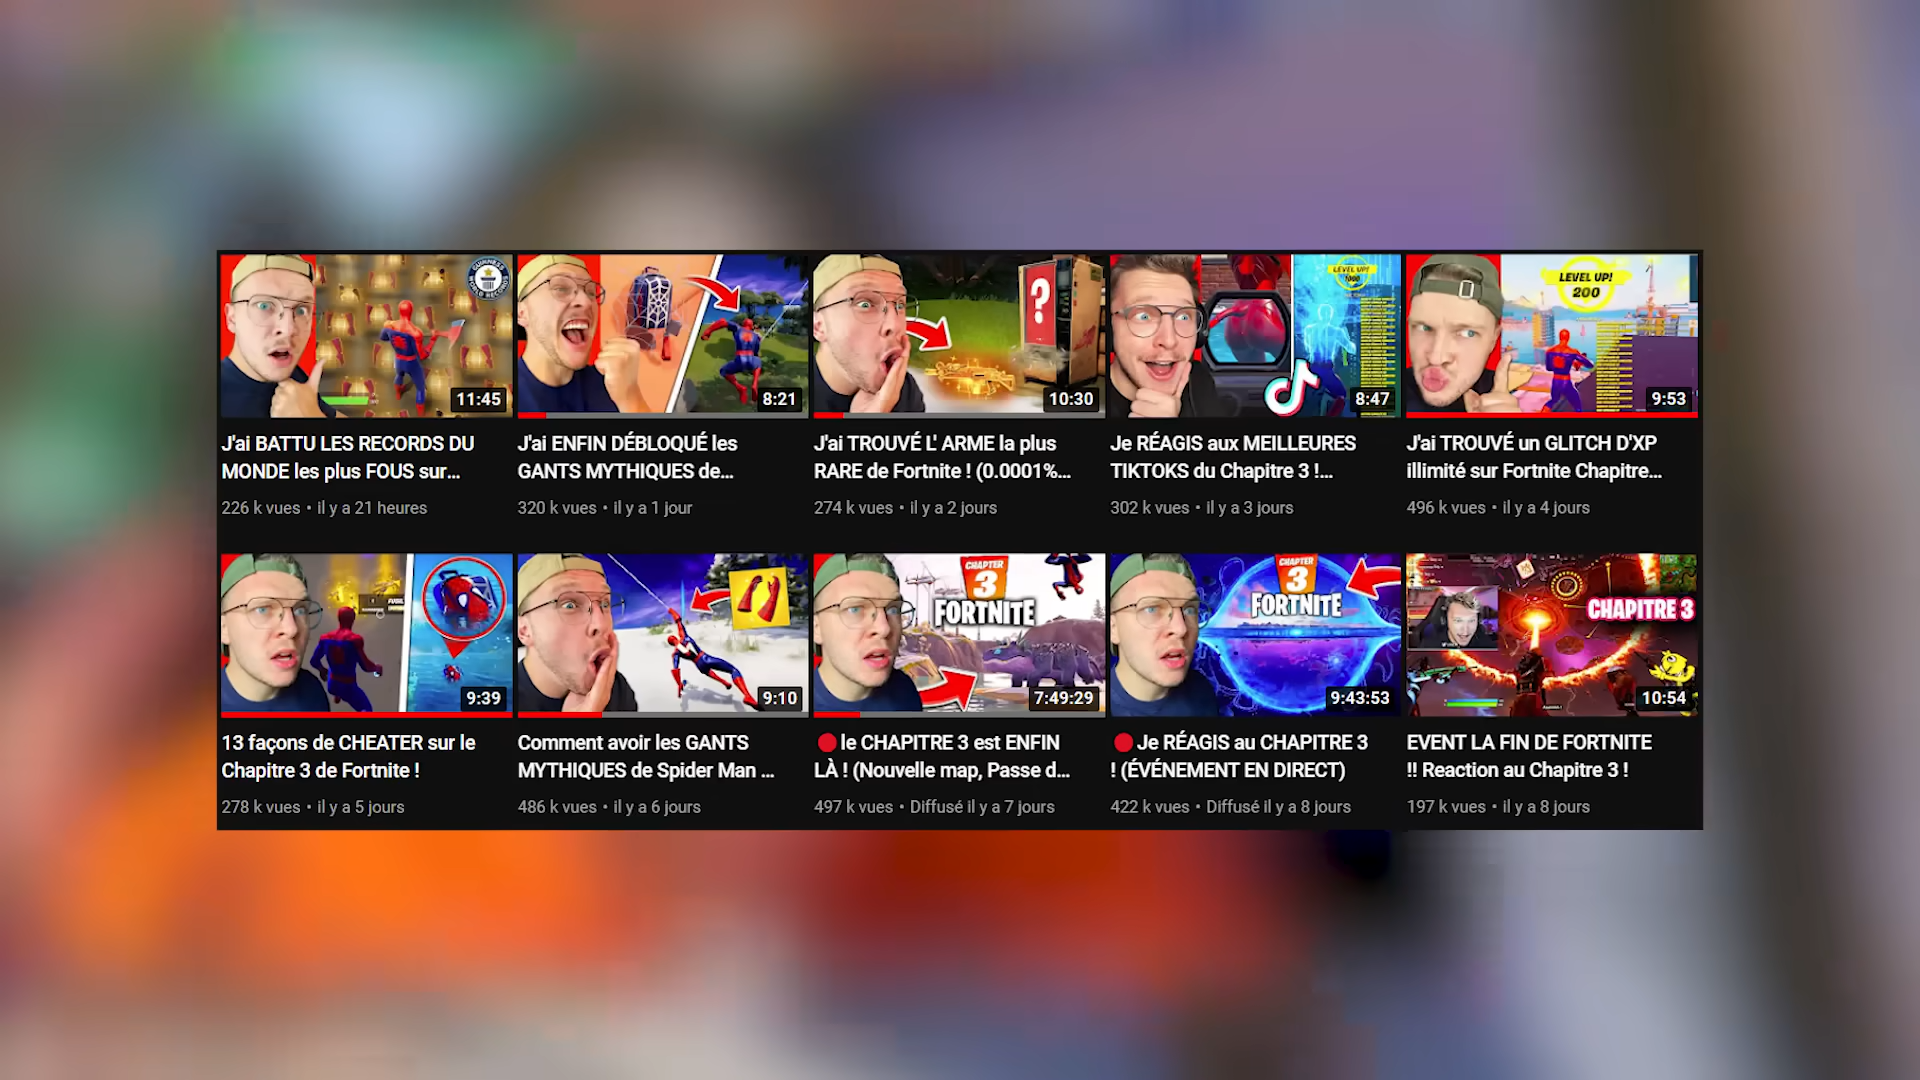 GUINNESS WORLD RECORDS
11:45
8:21
?
10:30
LEVEL UP!
8:47
LEVEL UP!
200
9:53
J'ai BATTU LES RECORDS DU
MONDE les plus FOUS sur...
226 k vues • il y a 21 heures
J'ai ENFIN DÉBLOQUÉ les
GANTS MYTHIQUES de...
320 k vues • il y a 1 jour
J'ai TROUVÉ L' ARME la plus
RARE de Fortnite ! (0.0001%...
274 k vues • il y a 2 jours
Je RÉAGIS aux MEILLEURES
TIKTOKS du Chapitre 3 !...
302 k vues • il y a 3 jours
J'ai TROUVÉ un GLITCH D'XP
illimité sur Fortnite Chapitre...
496 k vues • il y a 4 jours
9:39
9:10
CHAPTER
3
FORTNITE
7:49:29
CHAPTER
3
FORTNITE
9:43:53
CHAPITRE 3
10:54
13 façons de CHEATER sur le
Chapitre 3 de Fortnite !
278 k vues • il y a 5 jours
Comment avoir les GANTS
MYTHIQUES de Spider Man ...
486 k vues • il y a 6 jours
🔴le CHAPITRE 3 est ENFIN
LÀ ! (Nouvelle map, Passe d...
497 k vues • Diffusé il y a 7 jours
🔴Je RÉAGIS au CHAPITRE 3
! (ÉVÉNEMENT EN DIRECT)
422 k vues • Diffusé il y a 8 jours
EVENT LA FIN DE FORTNITE
!! Reaction au Chapitre 3 !
197 k vues • il y a 8 jours